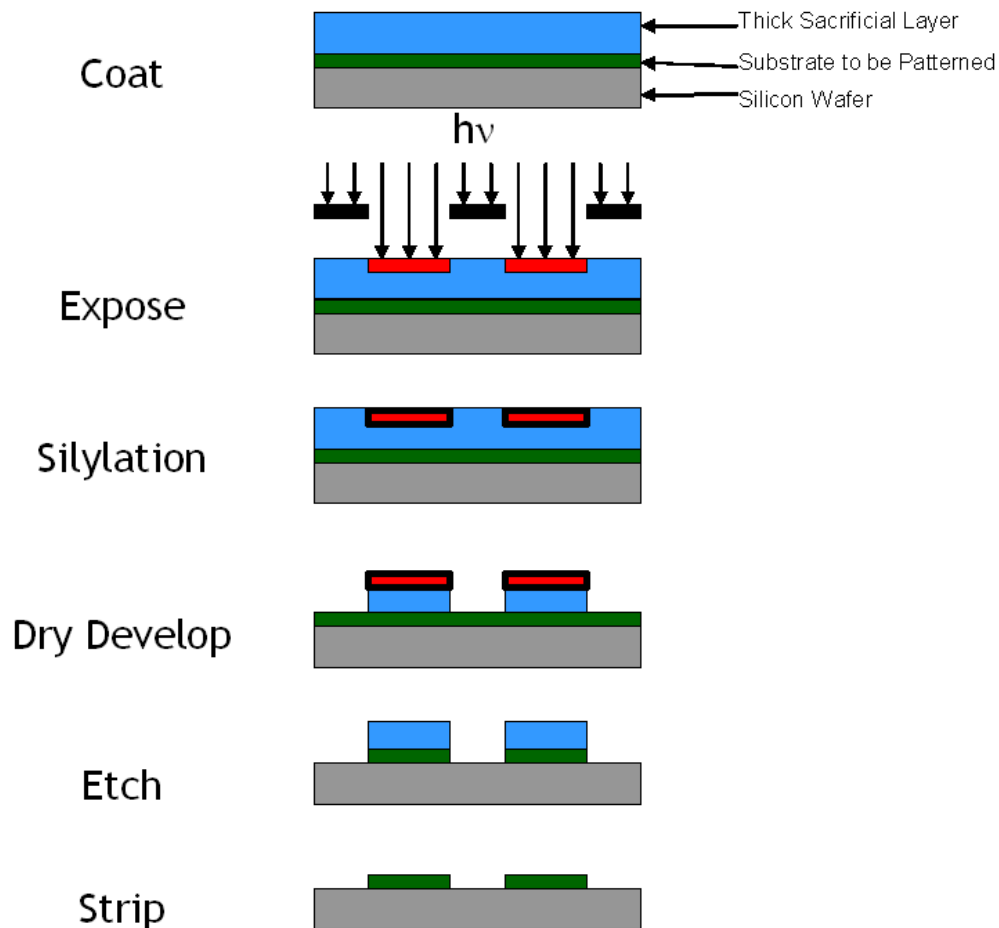 Thick Sacrificial Layer
Coat
Substrate to be Patterned
Silicon Wafer
hν
Expose
Silylation
Dry Develop
Etch
Strip